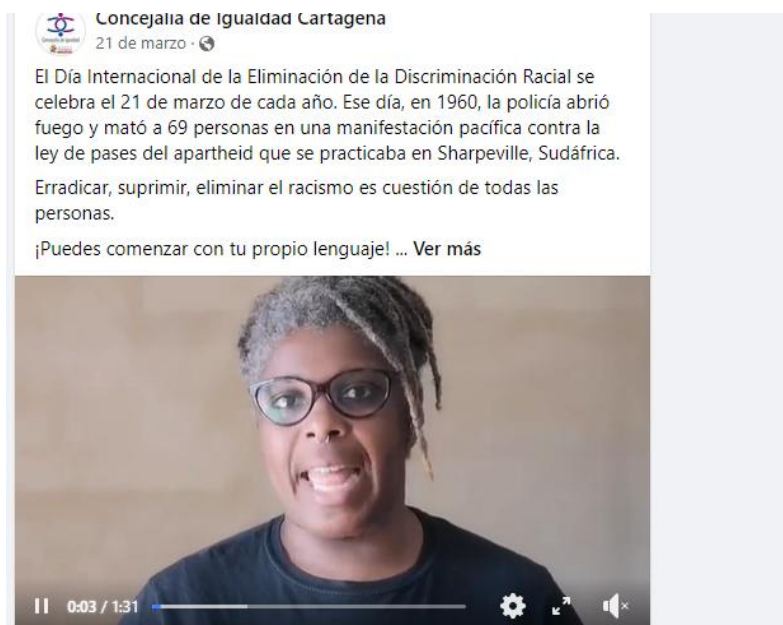 Concejalía de Igualdad Cartagena
21 de marzo ·
El Día Internacional de la Eliminación de la Discriminación Racial se
celebra el 21 de marzo de cada año. Ese día, en 1960, la policía abrió
fuego y mató a 69 personas en una manifestación pacífica contra la
ley de pases del apartheid que se practicaba en Sharpeville, Sudáfrica.
Erradicar, suprimir, eliminar el racismo es cuestión de todas las
personas.
¡Puedes comenzar con tu propio lenguaje! ... Ver más
0:03 / 1:31